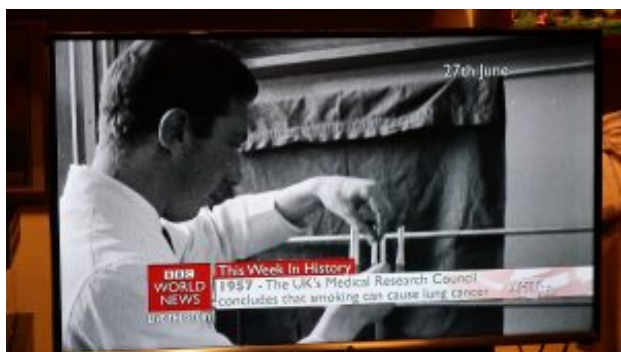 27th June
This Week In History
BBC
WORLD
NEWS
1957 - The UK's Medical Research Council
concludes that smoking can cause lung cancer